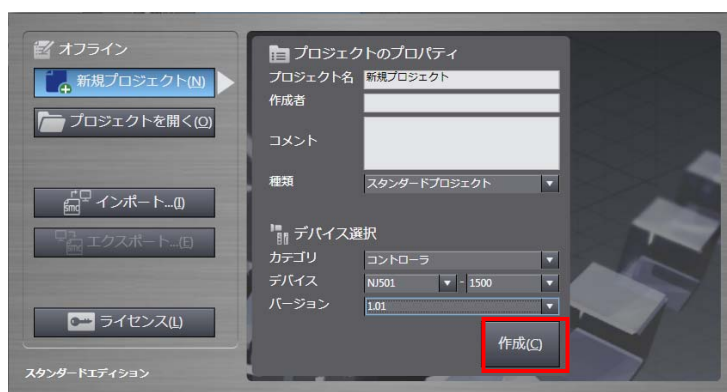 オフライン
新規プロジェクト(N)
プロジェクトを開く(O)
インポート...(I)
エクスポート...(E)
ライセンス(L)
スタンダードエディション
プロジェクトのプロパティ
プロジェクト名 新規プロジェクト
作成者
コメント
種類 スタンダードプロジェクト
デバイス選択
カテゴリ コントローラ
デバイス NJ501 - 1500
バージョン 1.01
作成(C)